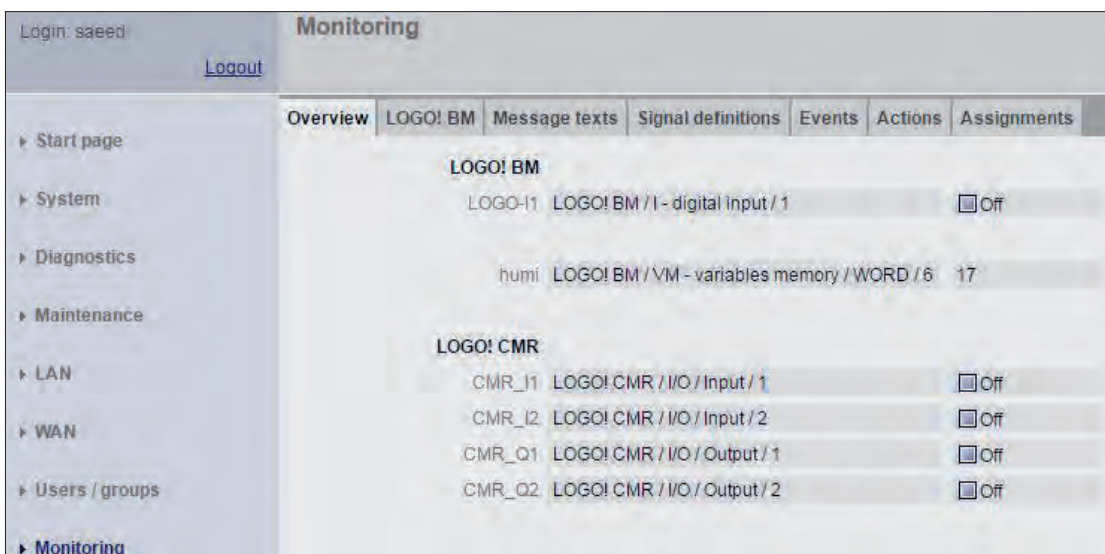 Login: saeed
Logout
Monitoring
Start page
System
Diagnostics
Maintenance
LAN
WAN
Users / groups
Monitoring
Overview LOGO! BM Message texts Signal definitions Events Actions Assignments
LOGO! BM
LOGO-I1 LOGO! BM / I - digital input / 1 Off
humi LOGO! BM / VM - variables memory / WORD / 6 17
LOGO! CMR
CMR_I1 LOGO! CMR / I/O / Input / 1 Off
CMR_I2 LOGO! CMR / I/O / Input / 2 Off
CMR_Q1 LOGO! CMR / I/O / Output / 1 Off
CMR_Q2 LOGO! CMR / I/O / Output / 2 Off